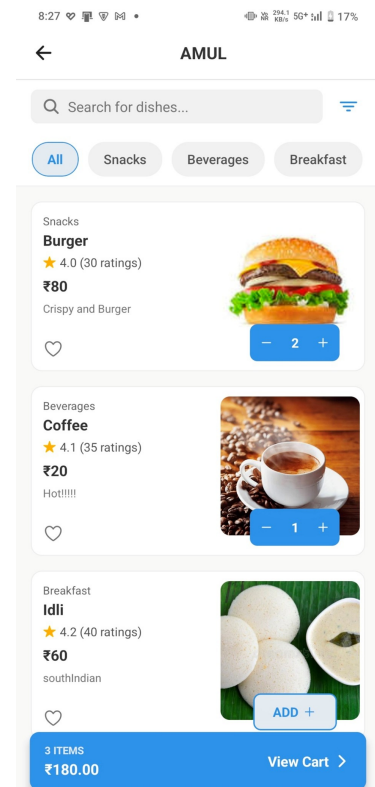 8:27
294.1 KB/s 5G+ 17%
AMUL
Search for dishes...
All Snacks Beverages Breakfast
Snacks
Burger
4.0 (30 ratings)
₹80
Crispy and Burger
− 2 +
Beverages
Coffee
4.1 (35 ratings)
₹20
Hot!!!!!
− 1 +
Breakfast
Idli
4.2 (40 ratings)
₹60
southIndian
ADD +
3 ITEMS
₹180.00
View Cart